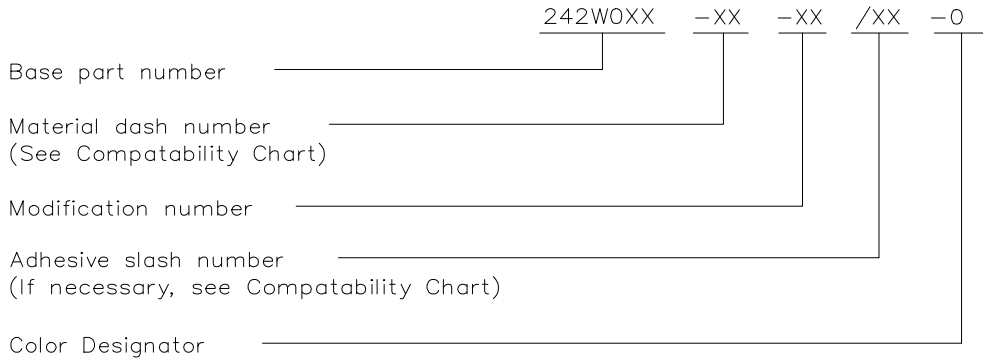 242W0XX -XX -XX /XX -0
Base part number
Material dash number
(See Compatability Chart)
Modification number
Adhesive slash number
(If necessary, see Compatability Chart)
Color Designator